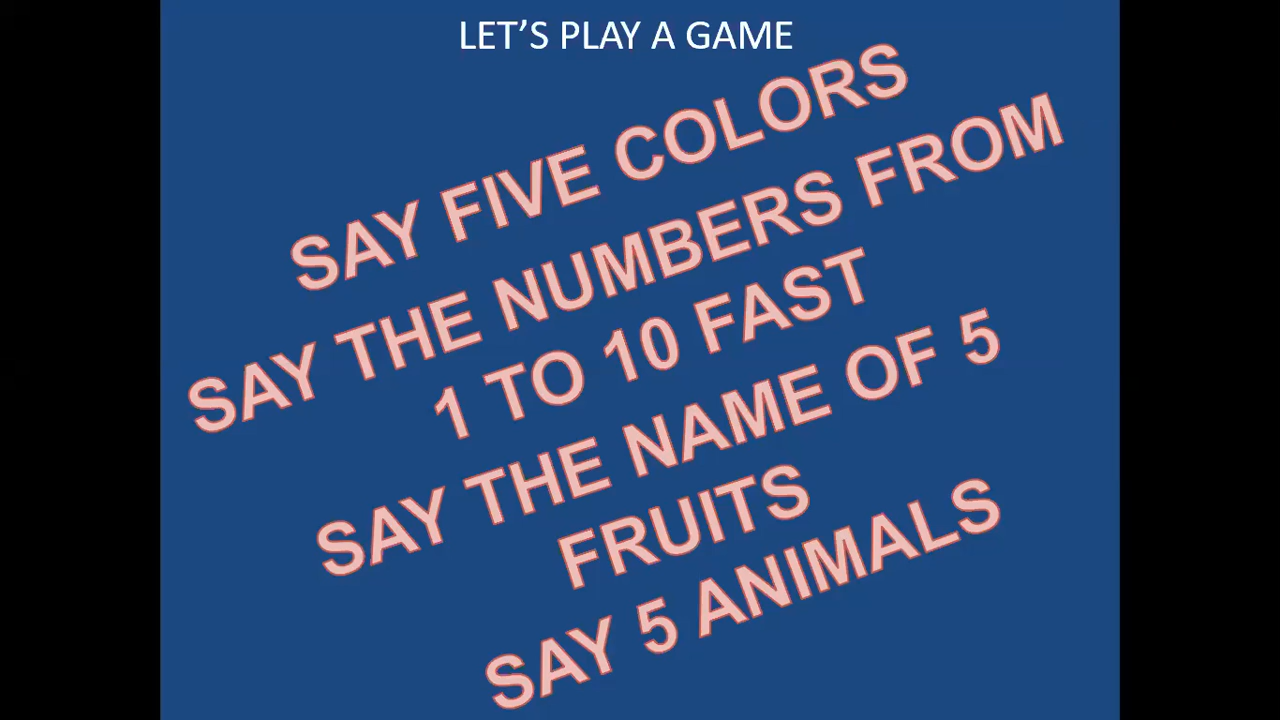 LET’S PLAY A GAME
SAY FIVE COLORS
SAY THE NUMBERS FROM
1 TO 10 FAST
SAY THE NAME OF 5
FRUITS
SAY 5 ANIMALS